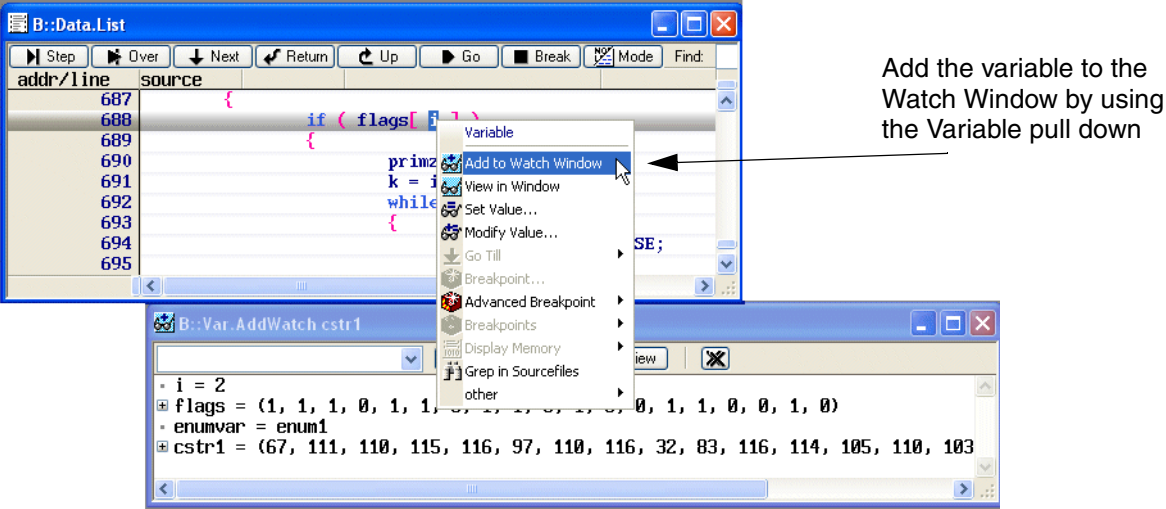 B::Data.List
Step Over Next Return Up Go Break Mode Find:
addr/line source
687 {
688 if ( flags[ i ] )
689 {
690 primz
691 k = i
692 while
693 {
694 SE;
695
Variable
Add to Watch Window
View in Window
Set Value...
Modify Value...
Go Till
Breakpoint...
Advanced Breakpoint
Breakpoints
Display Memory
Grep in Sourcefiles
other
Add the variable to the
Watch Window by using
the Variable pull down
B::Var.AddWatch cstr1
iew
i = 2
flags = (1, 1, 1, 0, 1, 1, 0, 1, 1, 0, 0, 1, 0)
enumvar = enum1
cstr1 = (67, 111, 110, 115, 116, 97, 110, 116, 32, 83, 116, 114, 105, 110, 103